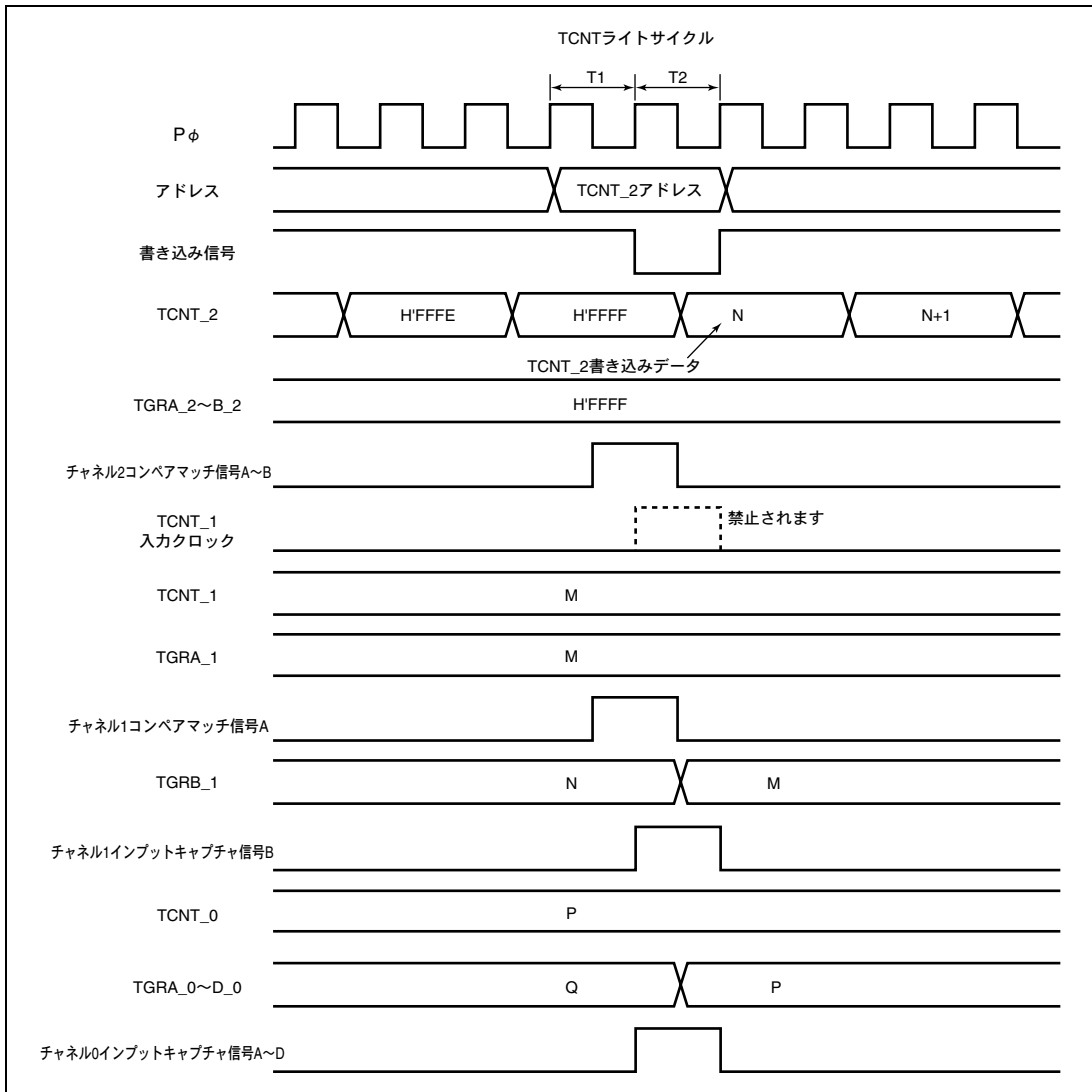 TCNTライトサイクル
T1 T2
Pφ
アドレス TCNT_2アドレス
書き込み信号
TCNT_2 H'FFFE H'FFFF N N+1
TCNT_2書き込みデータ
TGRA_2～B_2 H'FFFF
チャネル2コンペアマッチ信号A～B
TCNT_1
入力クロック
禁止されます
TCNT_1 M
TGRA_1 M
チャネル1コンペアマッチ信号A
TGRB_1 N M
チャネル1インプットキャプチャ信号B
TCNT_0 P
TGRA_0～D_0 Q P
チャネル0インプットキャプチャ信号A～D